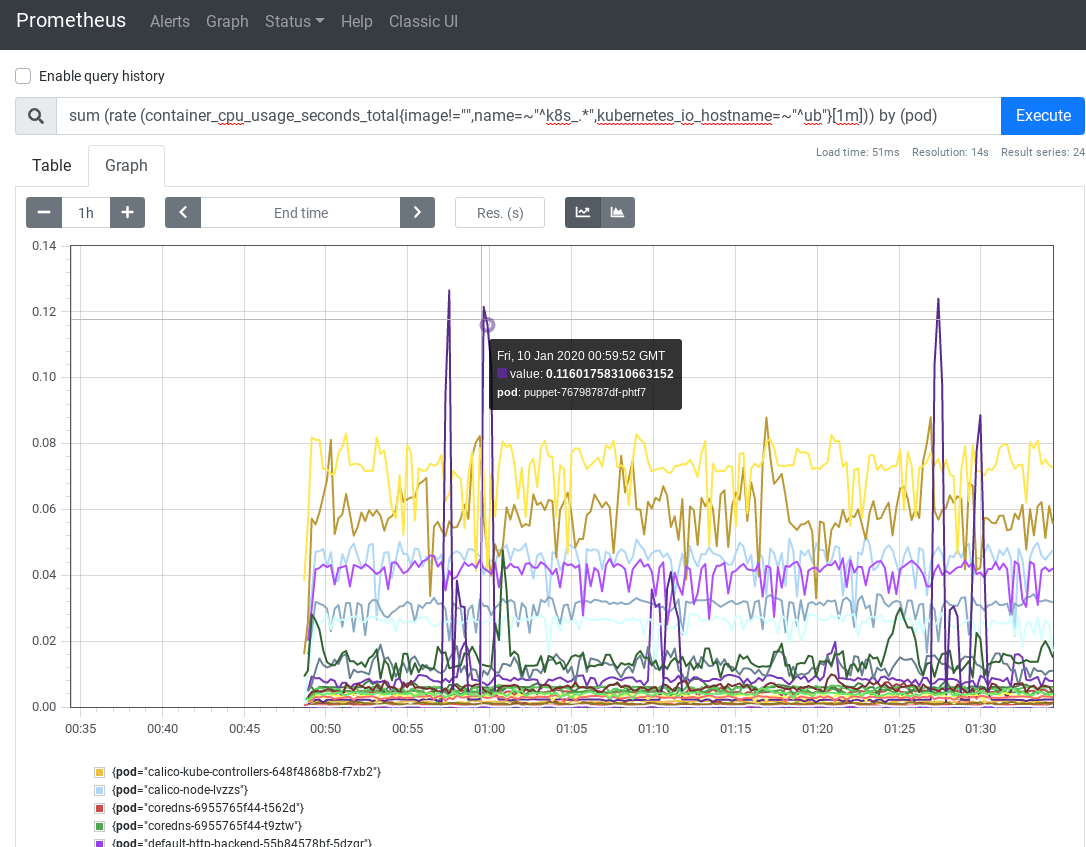 Prometheus Alerts Graph Status Help Classic UI
Enable query history
sum (rate (container_cpu_usage_seconds_total{image!="",name=~"^k8s_.*",kubernetes_io_hostname=~"^ub"}[1m])) by (pod) Execute
Table Graph
Load time: 51ms Resolution: 14s Result series: 24
1h End time Res. (s)
0.14
0.12
Fri, 10 Jan 2020 00:59:52 GMT
value: 0.11601758310663152
pod: puppet-76798787df-phtf7
0.10
0.08
0.06
0.04
0.02
0.00
00:35 00:40 00:45 00:50 00:55 01:00 01:05 01:10 01:15 01:20 01:25 01:30
{pod="calico-kube-controllers-648f4868b8-f7xb2"}
{pod="calico-node-lvzzs"}
{pod="coredns-6955765f44-t562d"}
{pod="coredns-6955765f44-t9ztw"}
{pod="default-http-backend-55b84578bf-5dzqr"}